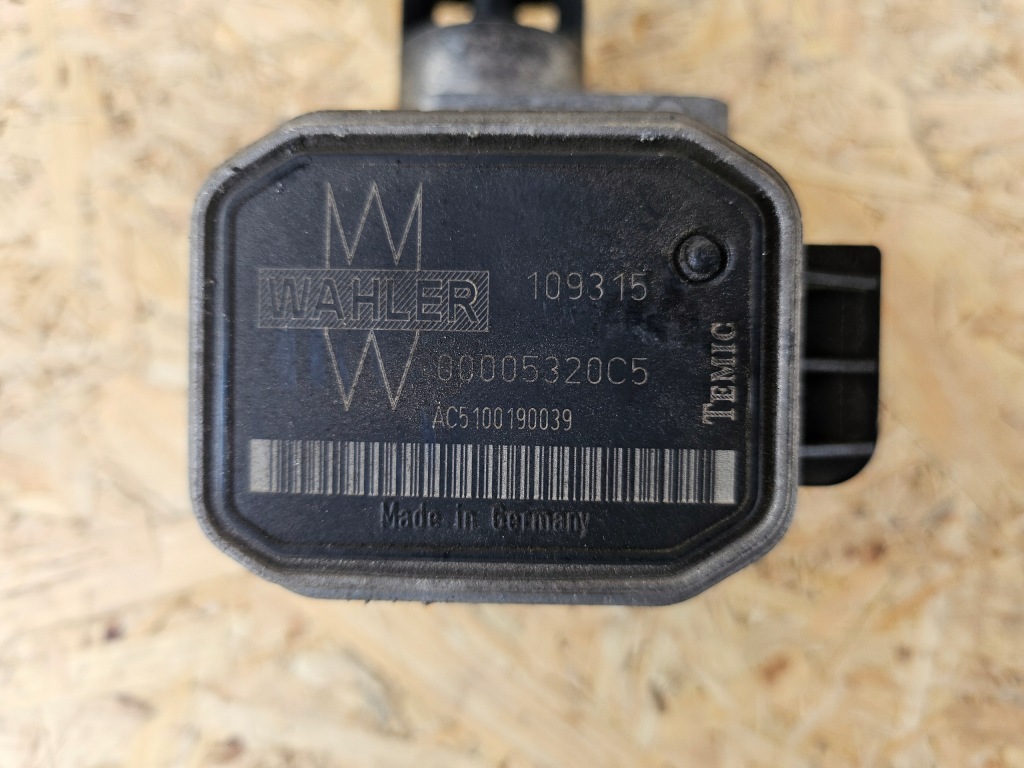 WAHLER
109315
00005320C5
AC5100190039
TEMIC
Made in Germany